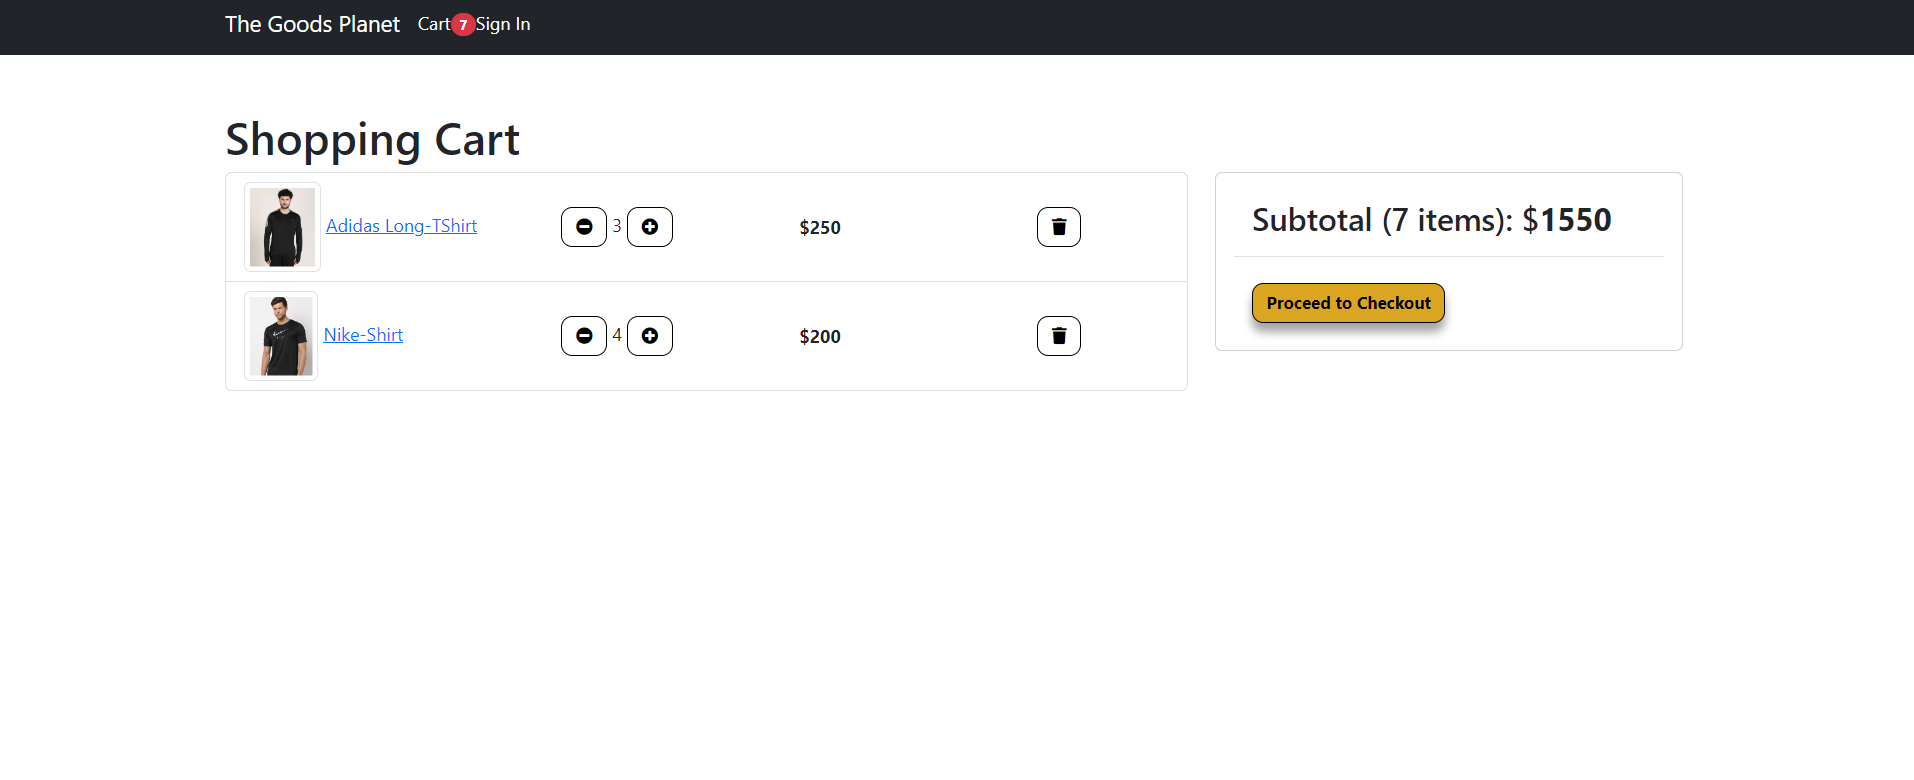 The Goods Planet Cart 7 Sign In
Shopping Cart
Adidas Long-TShirt 3 $250
Nike-Shirt 4 $200
Subtotal (7 items): $1550
Proceed to Checkout